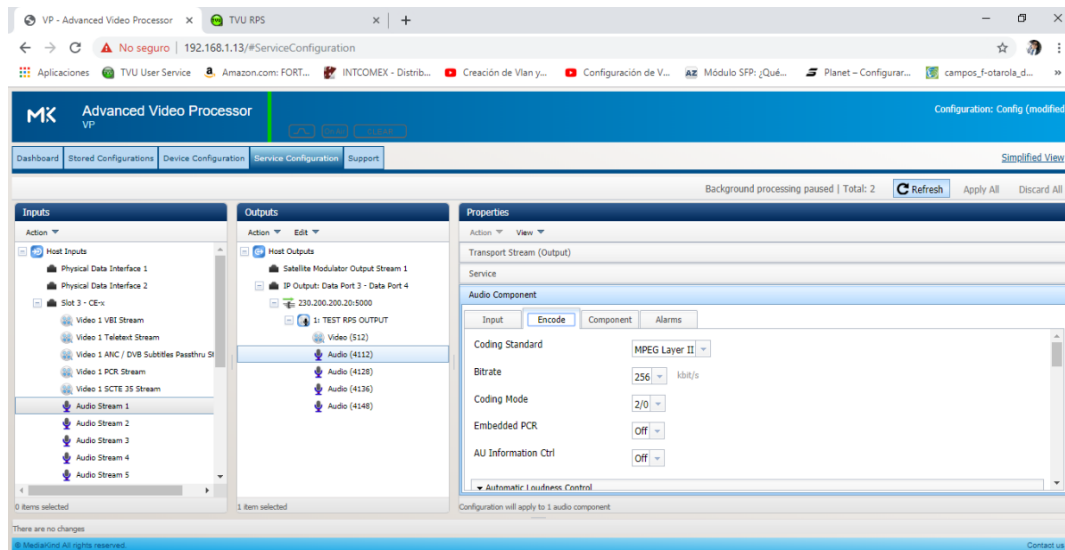 VP - Advanced Video Processor
TVU RPS
No seguro | 192.168.1.13/#ServiceConfiguration
Aplicaciones TVU User Service Amazon.com: FORT... INTCOMEX - Distrib... Creación de Vlan y... Configuración de V... Módulo SFP: ¿Qué... Planet – Configurar... campos_f-otarola_d... »
MK Advanced Video Processor
VP
CLEAR
Configuration: Config (modified
Dashboard Stored Configurations Device Configuration Service Configuration Support
Simplified View
Background processing paused | Total: 2 Refresh Apply All Discard All
Inputs
Action
Host Inputs
Physical Data Interface 1
Physical Data Interface 2
Slot 3 - CE-x
Video 1 VBI Stream
Video 1 Teletext Stream
Video 1 ANC / DVB Subtitles Passthru St
Video 1 PCR Stream
Video 1 SCTE 35 Stream
Audio Stream 1
Audio Stream 2
Audio Stream 3
Audio Stream 4
Audio Stream 5
0 items selected
Outputs
Action Edit
Host Outputs
Satellite Modulator Output Stream 1
IP Output: Data Port 3 - Data Port 4
230.200.200.20:5000
1: TEST RPS OUTPUT
Video (512)
Audio (4112)
Audio (4128)
Audio (4136)
Audio (4148)
1 item selected
Properties
Action View
Transport Stream (Output)
Service
Audio Component
Input Encode Component Alarms
Coding Standard MPEG Layer II
Bitrate 256 kbit/s
Coding Mode 2/0
Embedded PCR Off
AU Information Ctrl Off
Automatic Loudness Control
Configuration will apply to 1 audio component
There are no changes
© MediaKind All rights reserved.
Contact us